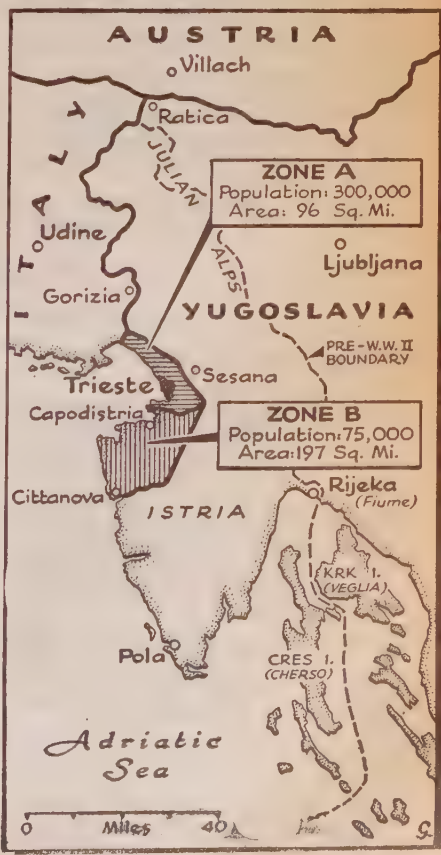 AUSTRIA
Villach
Ratica
ITALY
JULIAN
ZONE A
Population: 300,000
Area: 96 Sq. Mi.
Udine
ALPS
Ljubljana
Gorizia
YUGOSLAVIA
PRE-W.W. II
BOUNDARY
Trieste
Sesana
Capodistria
ZONE B
Population: 75,000
Area: 197 Sq. Mi.
Cittanova
ISTRIA
Rijeka
(Fiume)
KRK I.
(VEGLIA)
Pola
CRES I.
(CHERSO)
Adriatic
Sea
0 Miles 40
G.